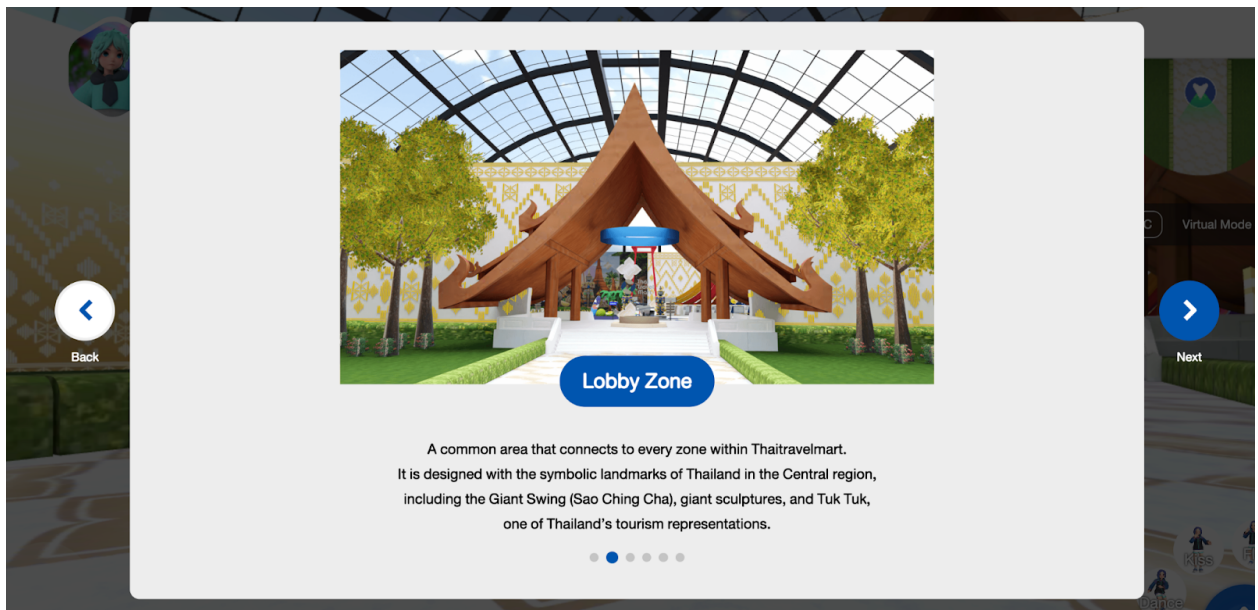 C
Virtual Mode
Back
Next
Lobby Zone
A common area that connects to every zone within Thaitravelmart.
It is designed with the symbolic landmarks of Thailand in the Central region,
including the Giant Swing (Sao Ching Cha), giant sculptures, and Tuk Tuk,
one of Thailand’s tourism representations.
Kiss
Dance